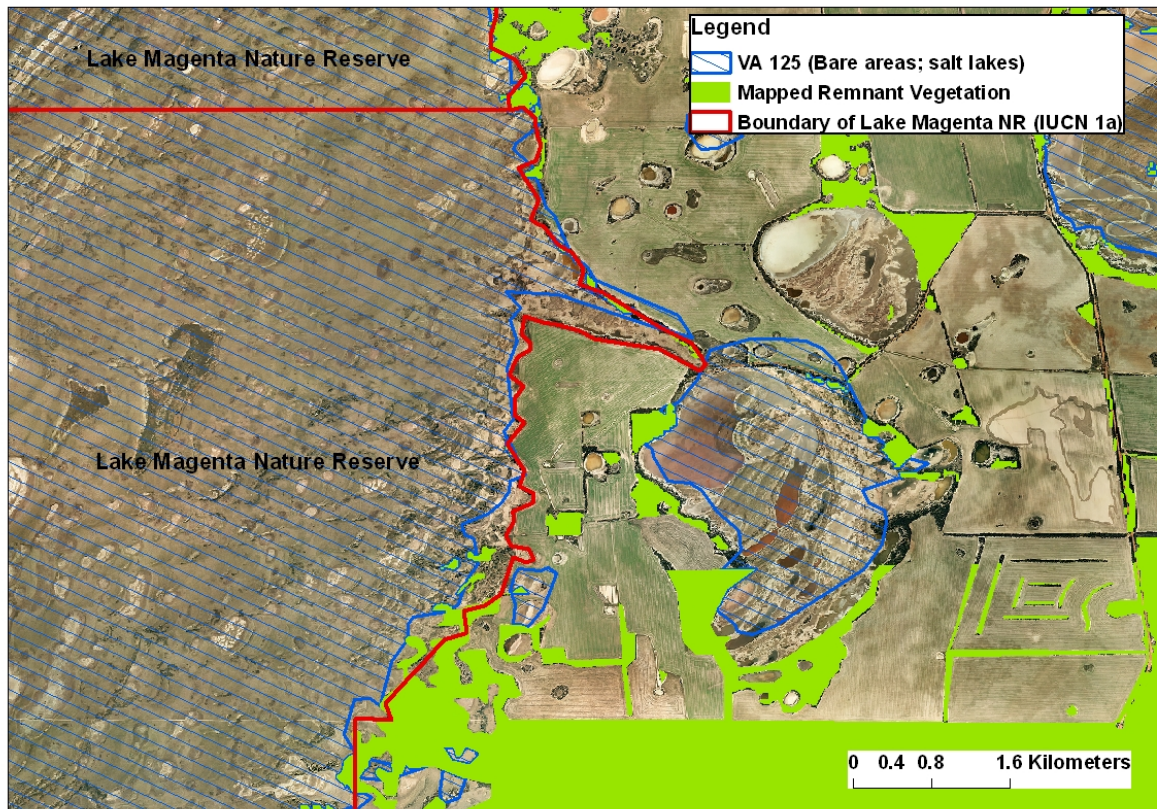 Lake Magenta Nature Reserve
Legend
VA 125 (Bare areas; salt lakes)
Mapped Remnant Vegetation
Boundary of Lake Magenta NR (IUCN 1a)
Lake Magenta Nature Reserve
0 0.4 0.8 1.6 Kilometers